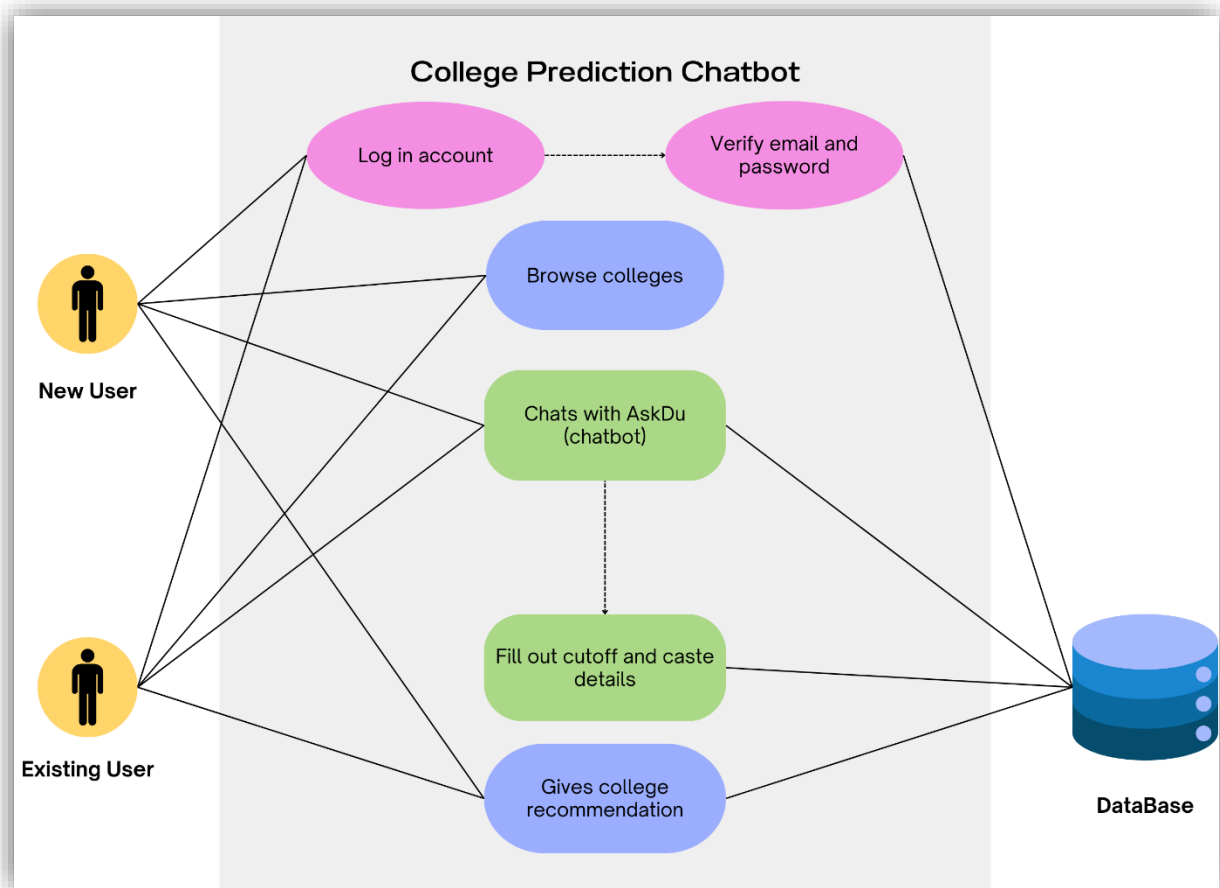 College Prediction Chatbot
Log in account
Verify email and
password
Browse colleges
New User
Chats with AskDu
(chatbot)
Fill out cutoff and caste
details
Existing User
Gives college
recommendation
DataBase